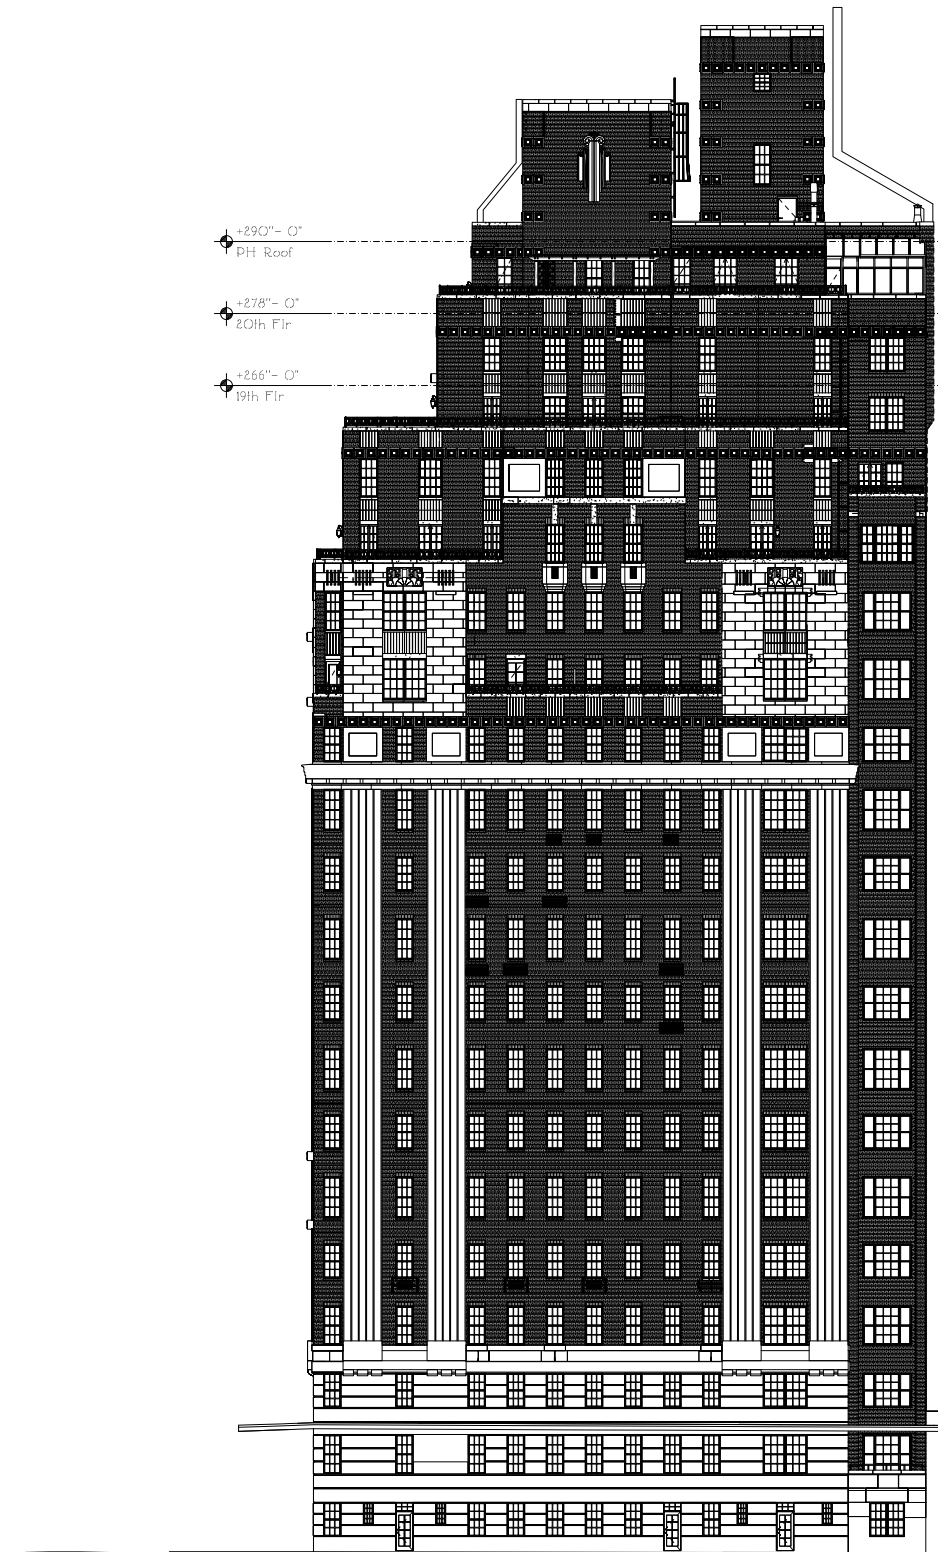 +290"- 0"
PH Roof
+278"- 0"
20th Flr
+266"- 0"
19th Flr